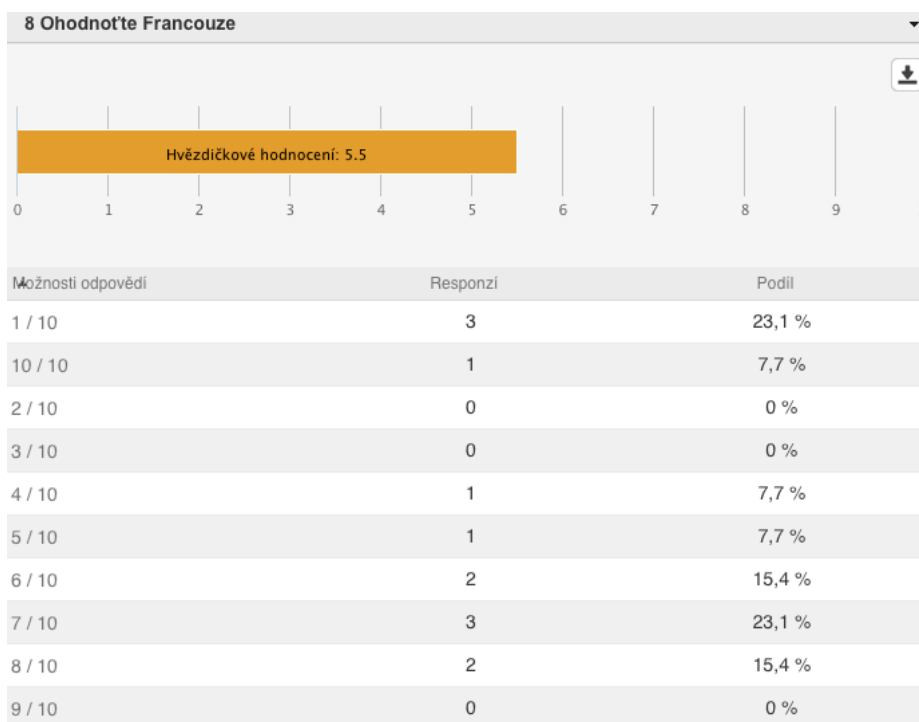 8 Ohodnoťte Francouze
Hvězdičkové hodnocení: 5.5
0 1 2 3 4 5 6 7 8 9
Možnosti odpovědí Responzí Podíl
1 / 10 3 23,1 %
10 / 10 1 7,7 %
2 / 10 0 0 %
3 / 10 0 0 %
4 / 10 1 7,7 %
5 / 10 1 7,7 %
6 / 10 2 15,4 %
7 / 10 3 23,1 %
8 / 10 2 15,4 %
9 / 10 0 0 %